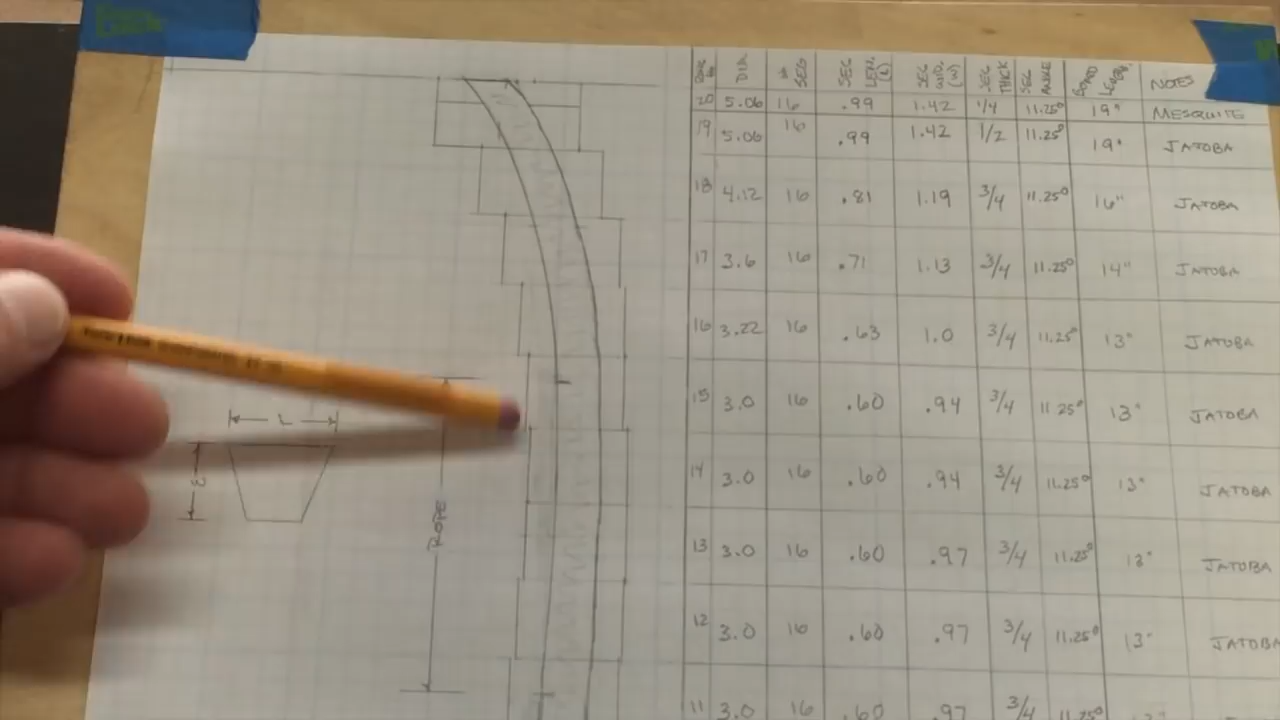 DIA # SEG SEG LEN. (L) SEG WID. (W) SEG THICK SEG ANGLE BOARD LENGTH NOTES
20 5.06 16 .99 1.42 1/4 11.25° 19" MESQUITE
19 5.06 16 .99 1.42 1/2 11.25° 19" JATOBA
18 4.12 16 .81 1.19 3/4 11.25° 16" JATOBA
17 3.6 16 .71 1.13 3/4 11.25° 14" JATOBA
16 3.22 16 .63 1.0 3/4 11.25° 13" JATOBA
15 3.0 16 .60 .94 3/4 11.25° 13" JATOBA
14 3.0 16 .60 .94 3/4 11.25° 13" JATOBA
13 3.0 16 .60 .97 3/4 11.25° 13" JATOBA
12 3.0 16 .60 .97 3/4 11.25° 13" JATOBA
11 3.0 16 .60 .97 3/4 11.25°
L
ROPE